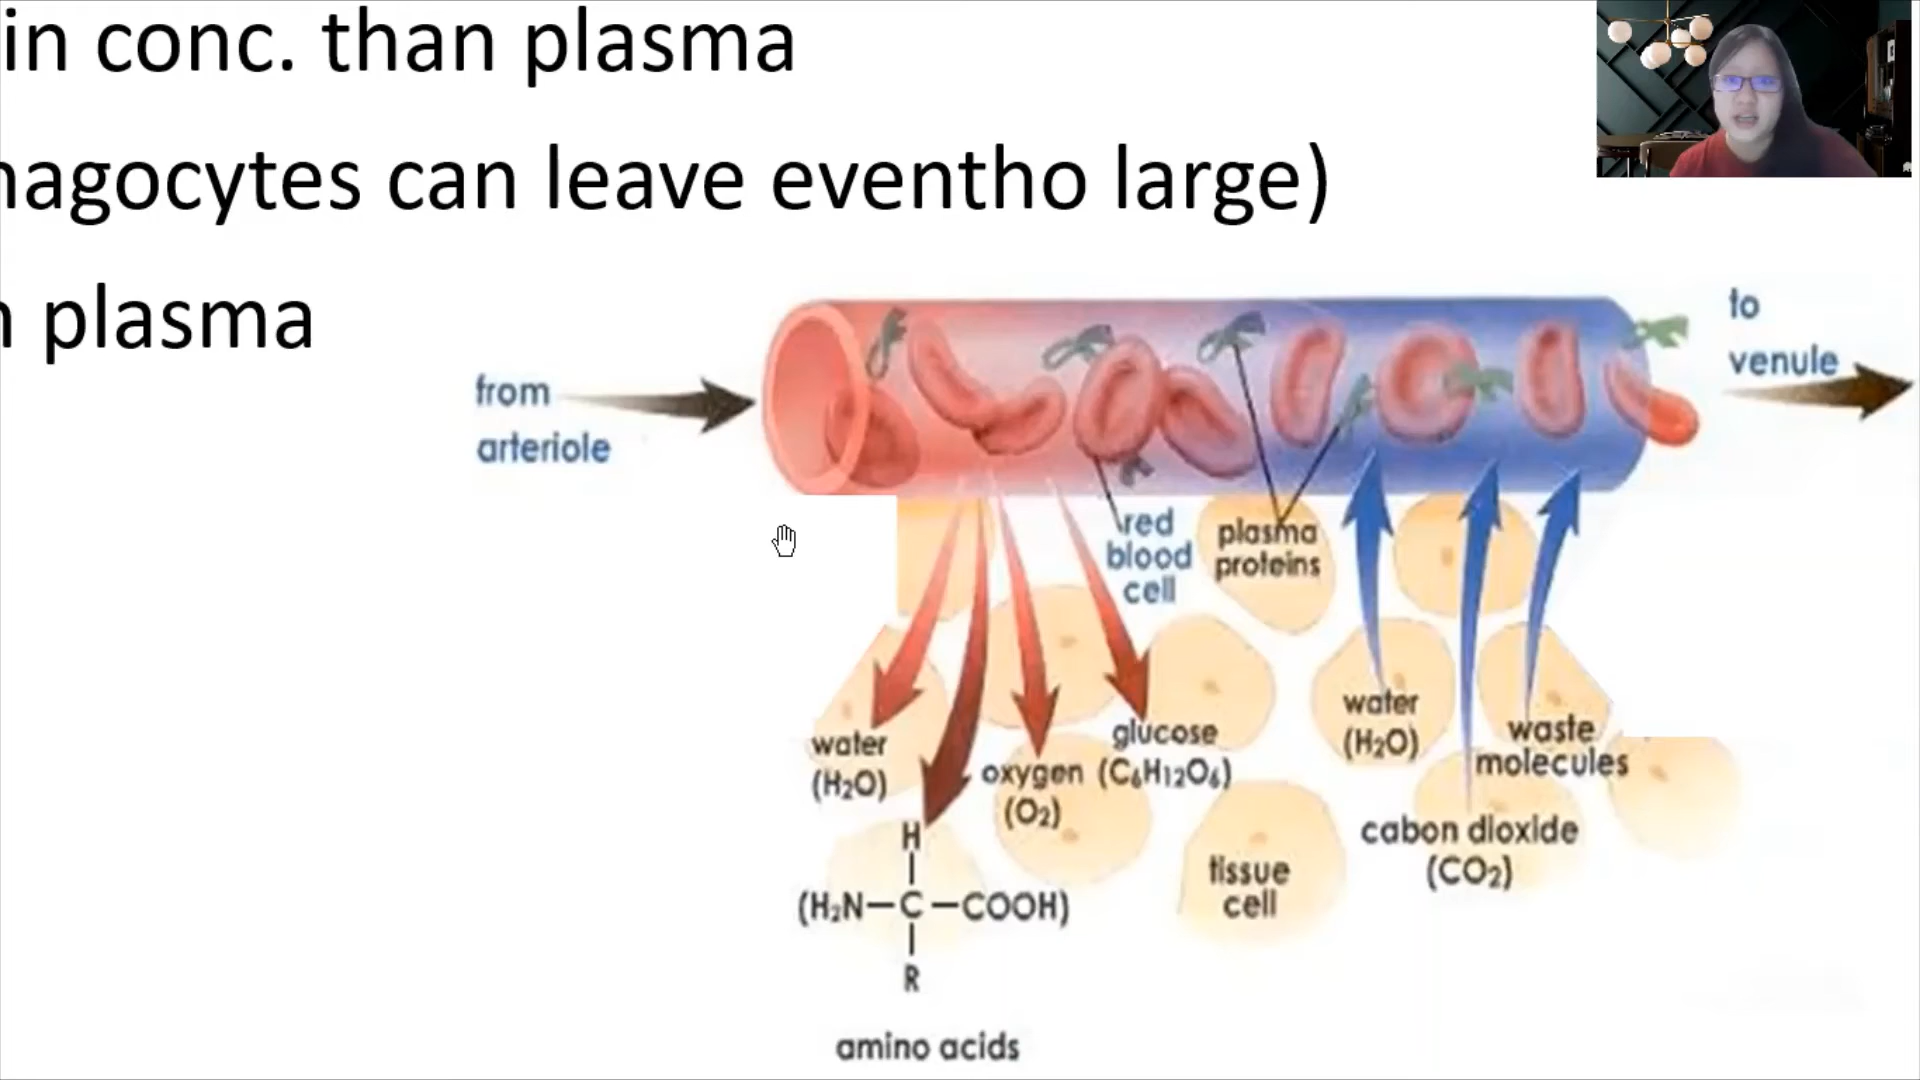 in conc. than plasma
hagocytes can leave eventho large)
plasma
from
arteriole
to
venule
red
blood
cell
plasma
proteins
water
(H₂O)
oxygen
(O₂)
glucose
(C₆H₁₂O₆)
water
(H₂O)
waste
molecules
cabon dioxide
(CO₂)
tissue
cell
H
(H₂N—C—COOH)
R
amino acids